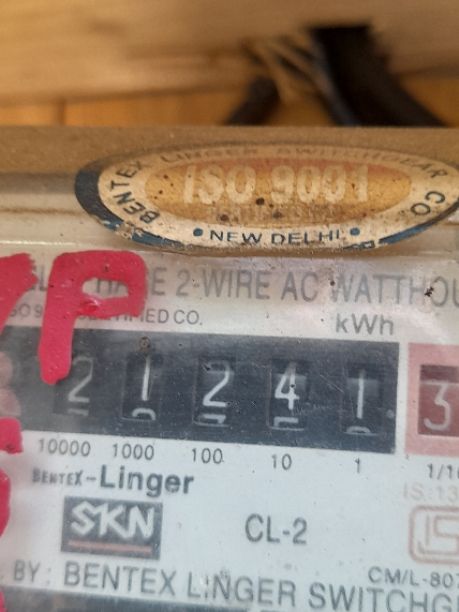 BENTEX LINGER SWITCHGEAR CO.
ISO 9001
• NEW DELHI •
P
2 WIRE AC WATTHOU
CO.
kWh
2 1 2 4 1 3
10000 1000 100 10 1 1/10
BENTEX-Linger
SKN
CL-2
CM/L-807
BY : BENTEX LINGER SWITCHG